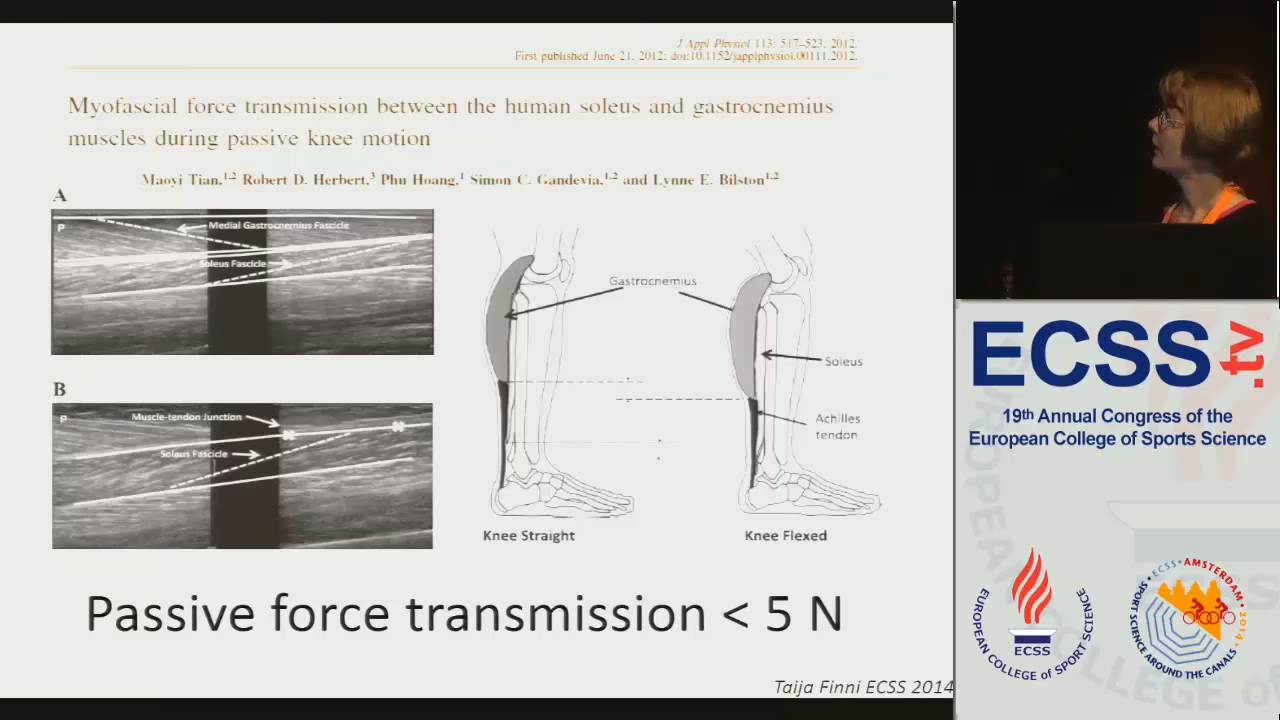 J Appl Physiol 113: 517–523, 2012.
First published June 21, 2012; doi:10.1152/japplphysiol.00111.2012.
Myofascial force transmission between the human soleus and gastrocnemius
muscles during passive knee motion
Maoyi Tian,1,2 Robert D. Herbert,3 Phu Hoang,1 Simon C. Gandevia,1,2 and Lynne E. Bilston1,2
A
P
Medial Gastrocnemius Fascicle
Soleus Fascicle
B
P
Muscle-tendon Junction
Soleus Fascicle
Gastrocnemius
Soleus
Achilles
tendon
Knee Straight
Knee Flexed
Passive force transmission < 5 N
Taija Finni ECSS 2014
ECSS.tv
19th Annual Congress of the
European College of Sports Science
EUROPEAN COLLEGE OF SPORT SCIENCE
ECSS
SPORT SCIENCE AROUND THE CANALS
ECSS • AMSTERDAM • 2014